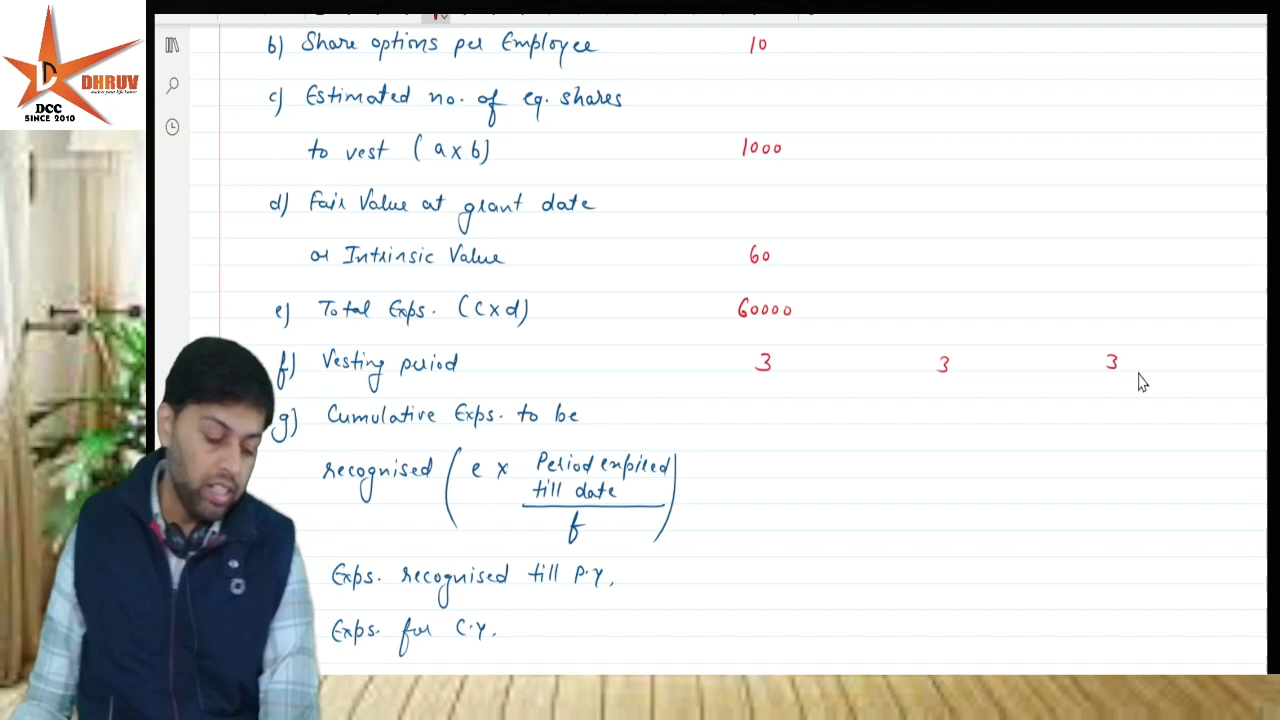 D
DHRUV
DCC
SINCE 2010
b) Share options per Employee 10
c) Estimated no. of eq. shares
to vest (a x b) 1000
d) Fair Value at grant date
or Intrinsic Value 60
e) Total Exps. (c x d) 60000
f) Vesting period 3 3 3
g) Cumulative Exps. to be
recognised ( e x Period expired
till date
f )
Exps. recognised till P.Y.
Exps. for C.Y.